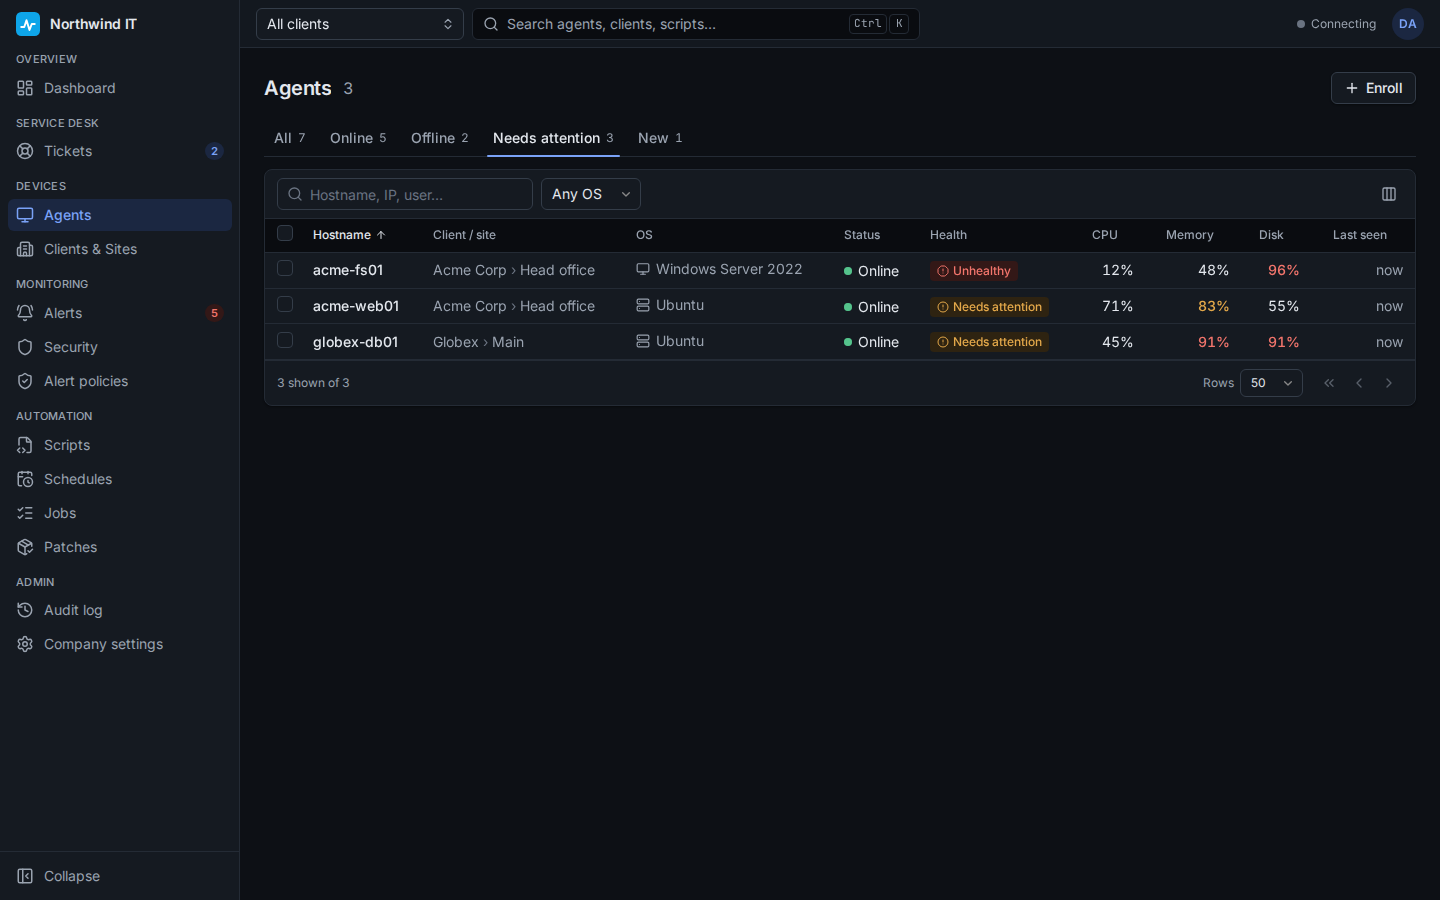 Northwind IT
All clients
Search agents, clients, scripts...
Ctrl K
Connecting
DA
OVERVIEW
Dashboard
SERVICE DESK
Tickets 2
DEVICES
Agents
Clients & Sites
MONITORING
Alerts 5
Security
Alert policies
AUTOMATION
Scripts
Schedules
Jobs
Patches
ADMIN
Audit log
Company settings
Collapse
Agents 3
Enroll
All 7 Online 5 Offline 2 Needs attention 3 New 1
Hostname, IP, user...
Any OS
Hostname Client / site OS Status Health CPU Memory Disk Last seen
acme-fs01 Acme Corp › Head office Windows Server 2022 Online Unhealthy 12% 48% 96% now
acme-web01 Acme Corp › Head office Ubuntu Online Needs attention 71% 83% 55% now
globex-db01 Globex › Main Ubuntu Online Needs attention 45% 91% 91% now
3 shown of 3
Rows 50